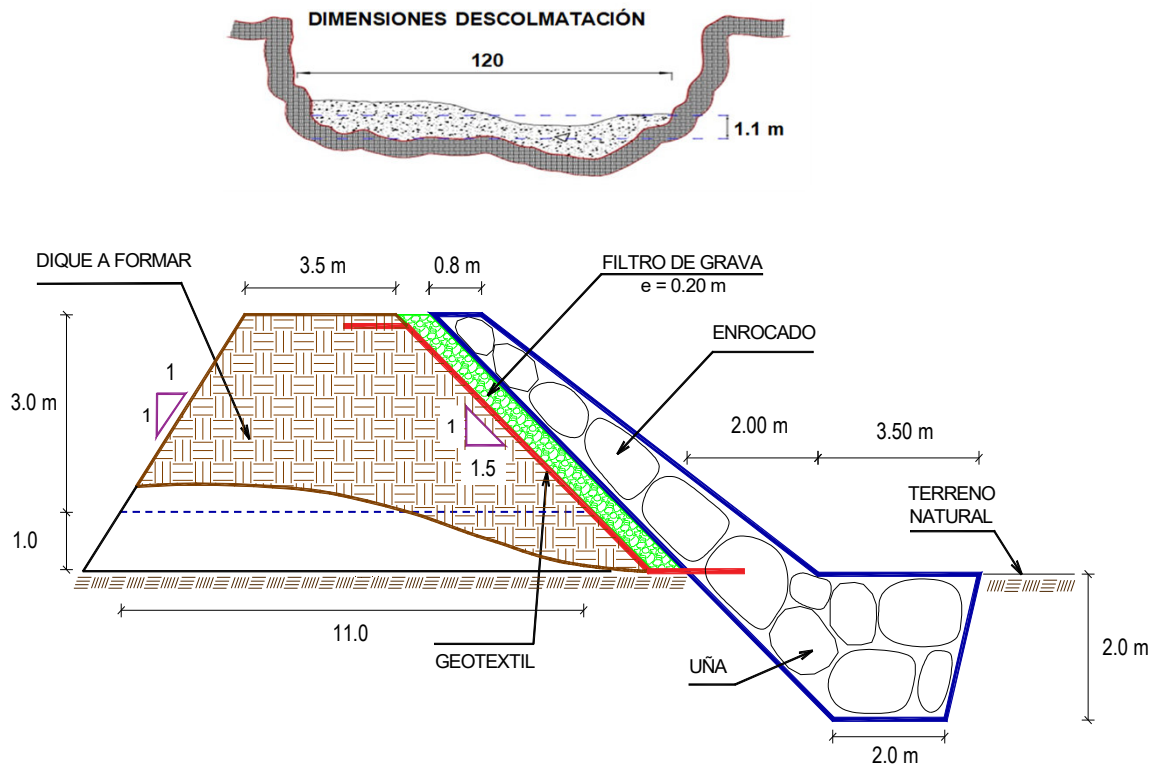 DIMENSIONES DESCOLMATACIÓN
120
1.1 m
DIQUE A FORMAR
3.5 m
0.8 m
FILTRO DE GRAVA
e = 0.20 m
ENROCADO
1
1
3.0 m
1
1.5
2.00 m
3.50 m
TERRENO
NATURAL
1.0
11.0
GEOTEXTIL
UÑA
2.0 m
2.0 m